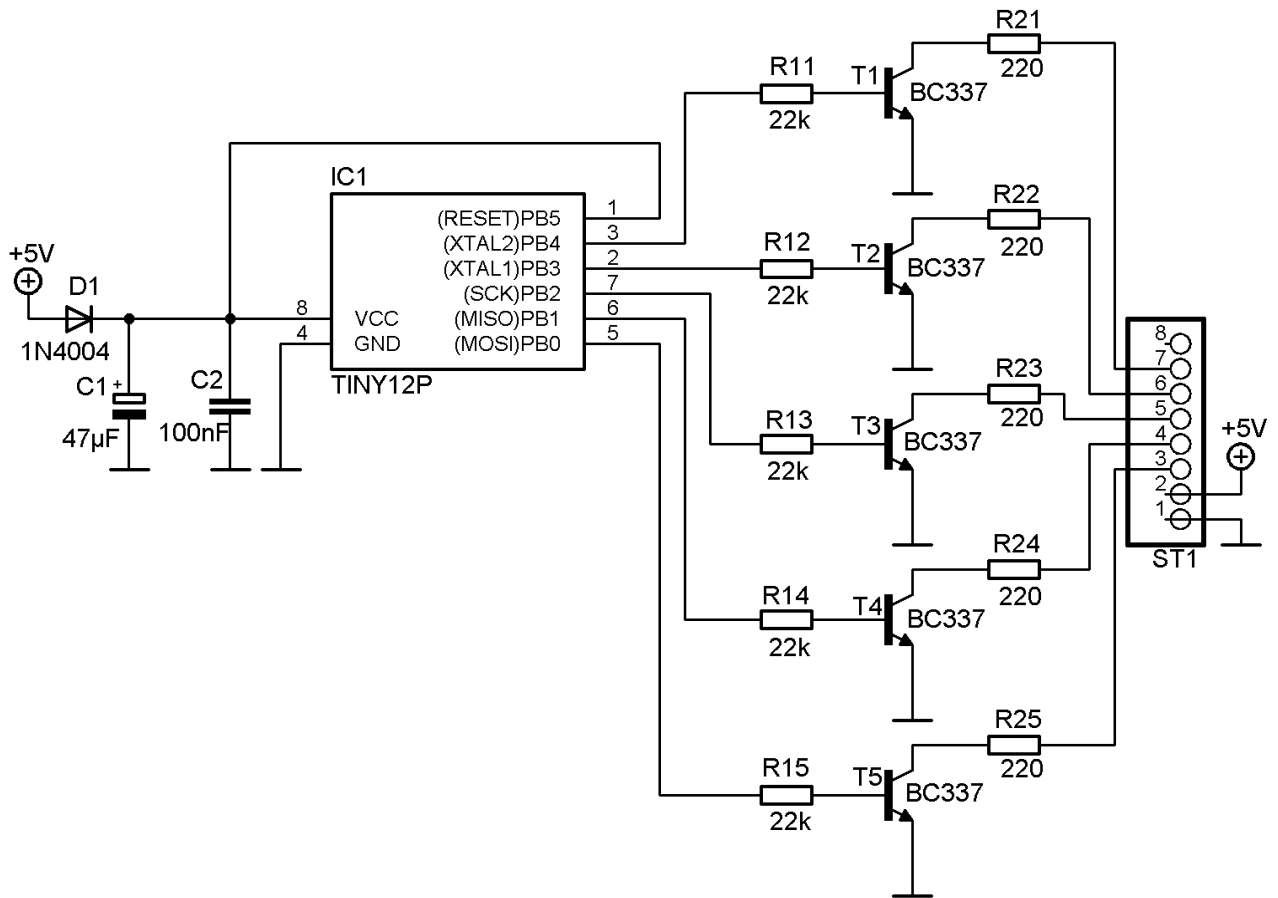 R21
220
R11
22k
T1
BC337
IC1
(RESET)PB5
1
(XTAL2)PB4
3
(XTAL1)PB3
2
(SCK)PB2
7
(MISO)PB1
6
(MOSI)PB0
5
8
VCC
4
GND
TINY12P
+5V
D1
1N4004
C1
+
47µF
C2
100nF
R22
220
R12
22k
T2
BC337
R23
220
R13
22k
T3
BC337
R24
220
R14
22k
T4
BC337
R25
220
R15
22k
T5
BC337
8
7
6
5
4
3
2
1
+5V
ST1